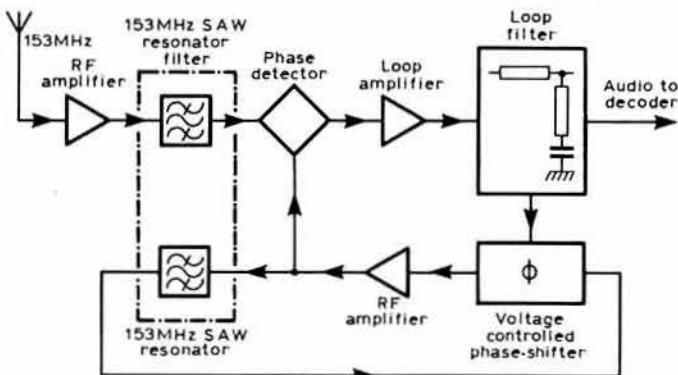 153MHz SAW
resonator
filter
153MHz
RF
amplifier
Phase
detector
Loop
amplifier
Loop
filter
Audio to
decoder
Φ
RF
amplifier
Voltage
controlled
phase-shifter
153MHz SAW
resonator